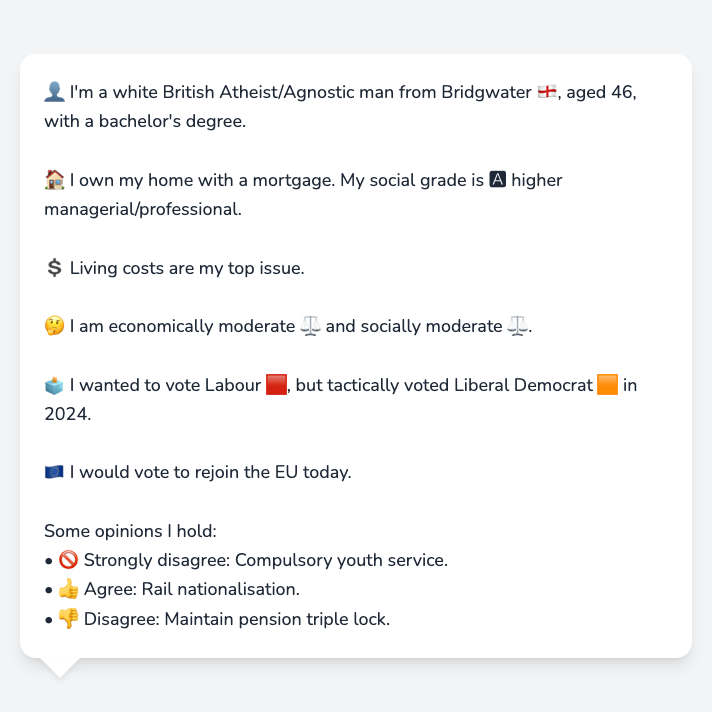 👤 I'm a white British Atheist/Agnostic man from Bridgwater 🏴󠁧󠁢󠁥󠁮󠁧󠁿, aged 46,
with a bachelor's degree.
🏠 I own my home with a mortgage. My social grade is 🅰 higher
managerial/professional.
💲 Living costs are my top issue.
🤔 I am economically moderate ⚖️ and socially moderate ⚖️.
🗳️ I wanted to vote Labour 🟥, but tactically voted Liberal Democrat 🟧 in
2024.
🇪🇺 I would vote to rejoin the EU today.
Some opinions I hold:
• 🚫 Strongly disagree: Compulsory youth service.
• 👍 Agree: Rail nationalisation.
• 👎 Disagree: Maintain pension triple lock.